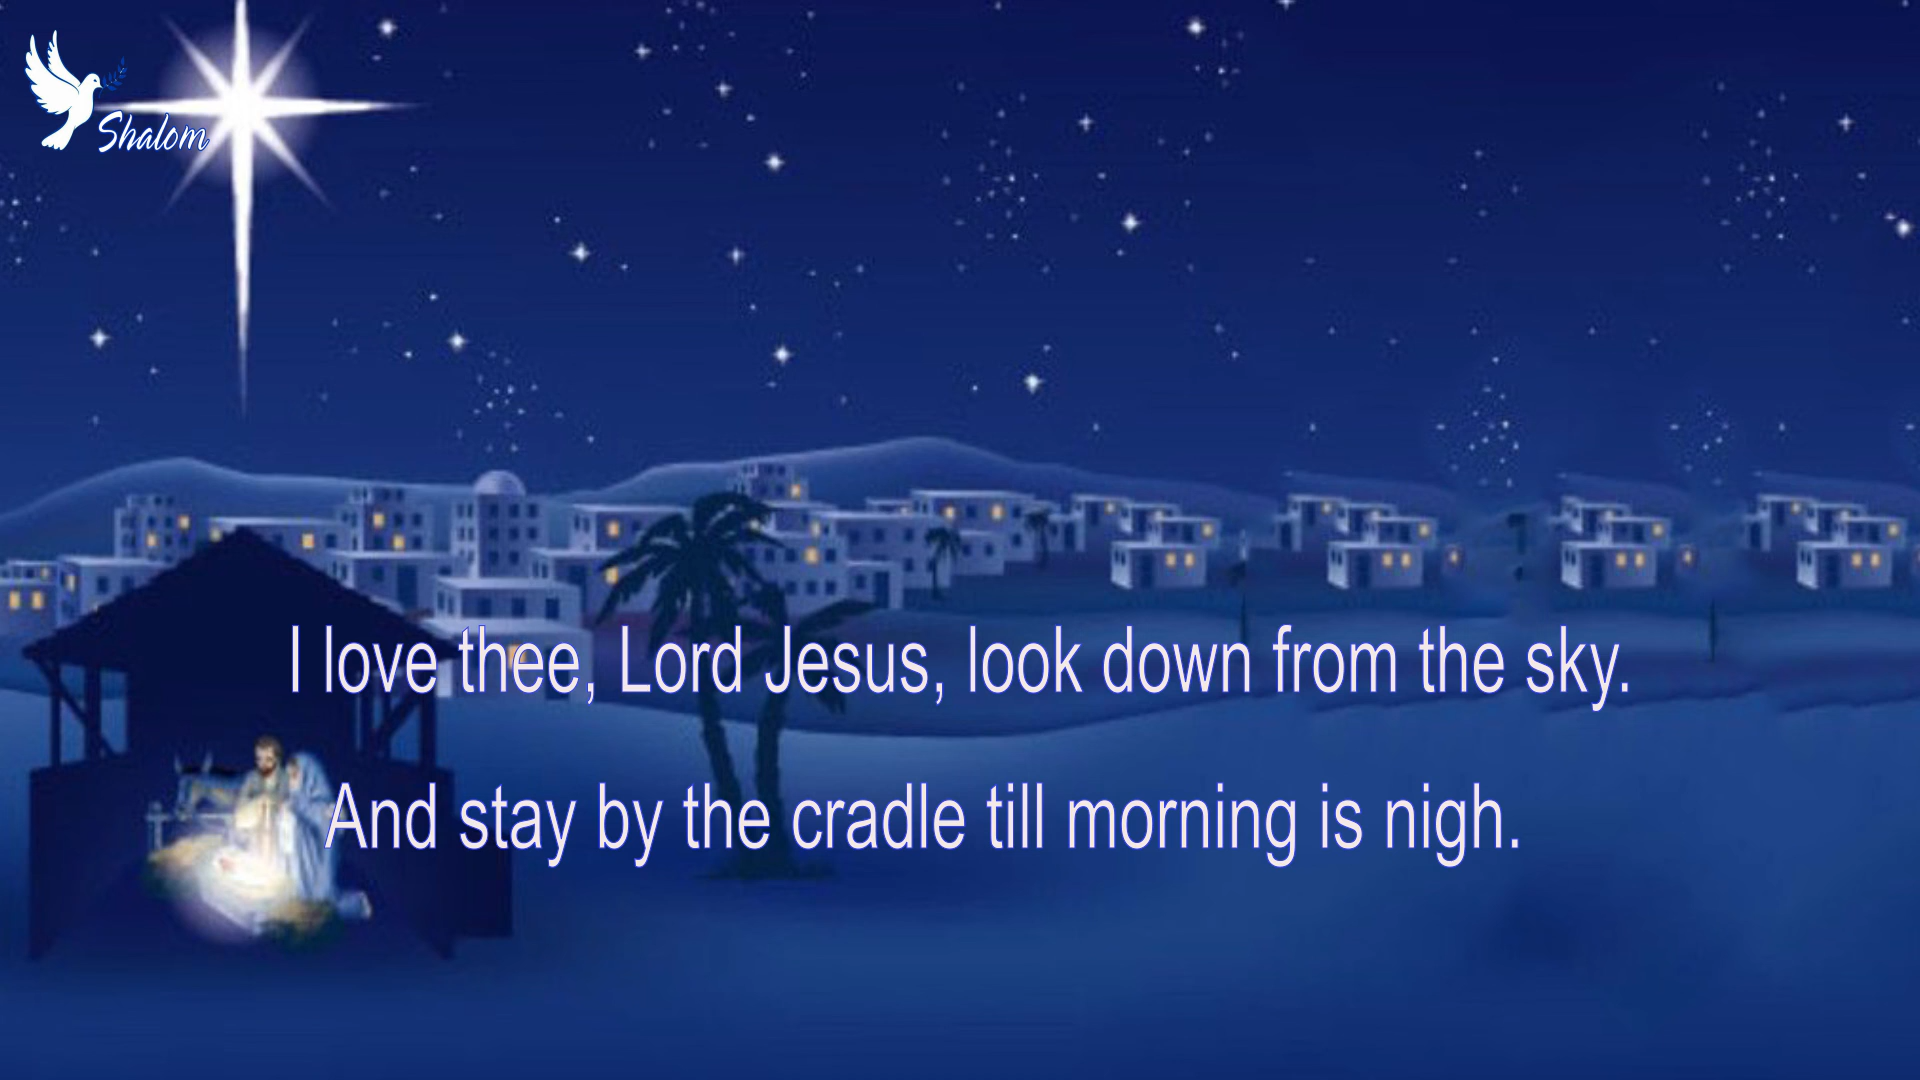 Shalom
I love thee, Lord Jesus, look down from the sky.
And stay by the cradle till morning is nigh.